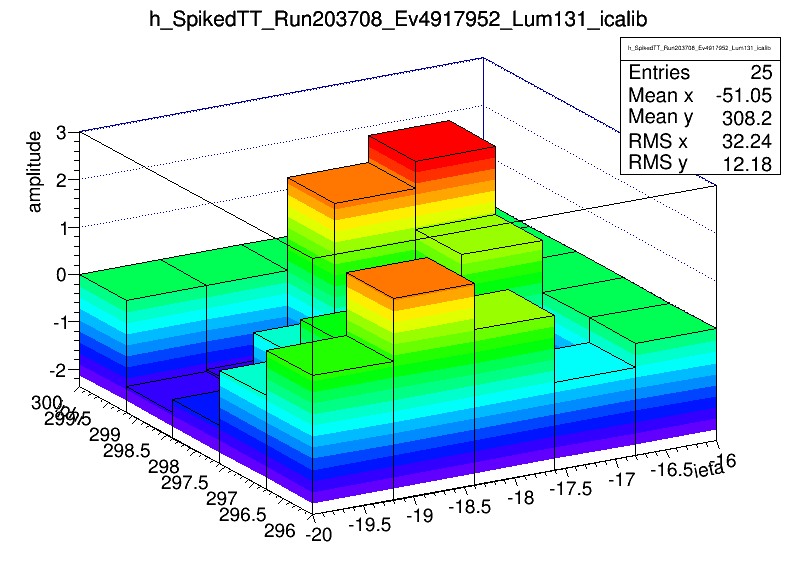 h_SpikedTT_Run203708_Ev4917952_Lum131_icalib
h_SpikedTT_Run203708_Ev4917952_Lum131_icalib
Entries 25
Mean x -51.05
Mean y 308.2
RMS x 32.24
RMS y 12.18
amplitude
3
2
1
0
-1
-2
300
299.5
299
298.5
298
297.5
297
296.5
296
-20
-19.5
-19
-18.5
-18
-17.5
-17
-16.5
-16
ieta